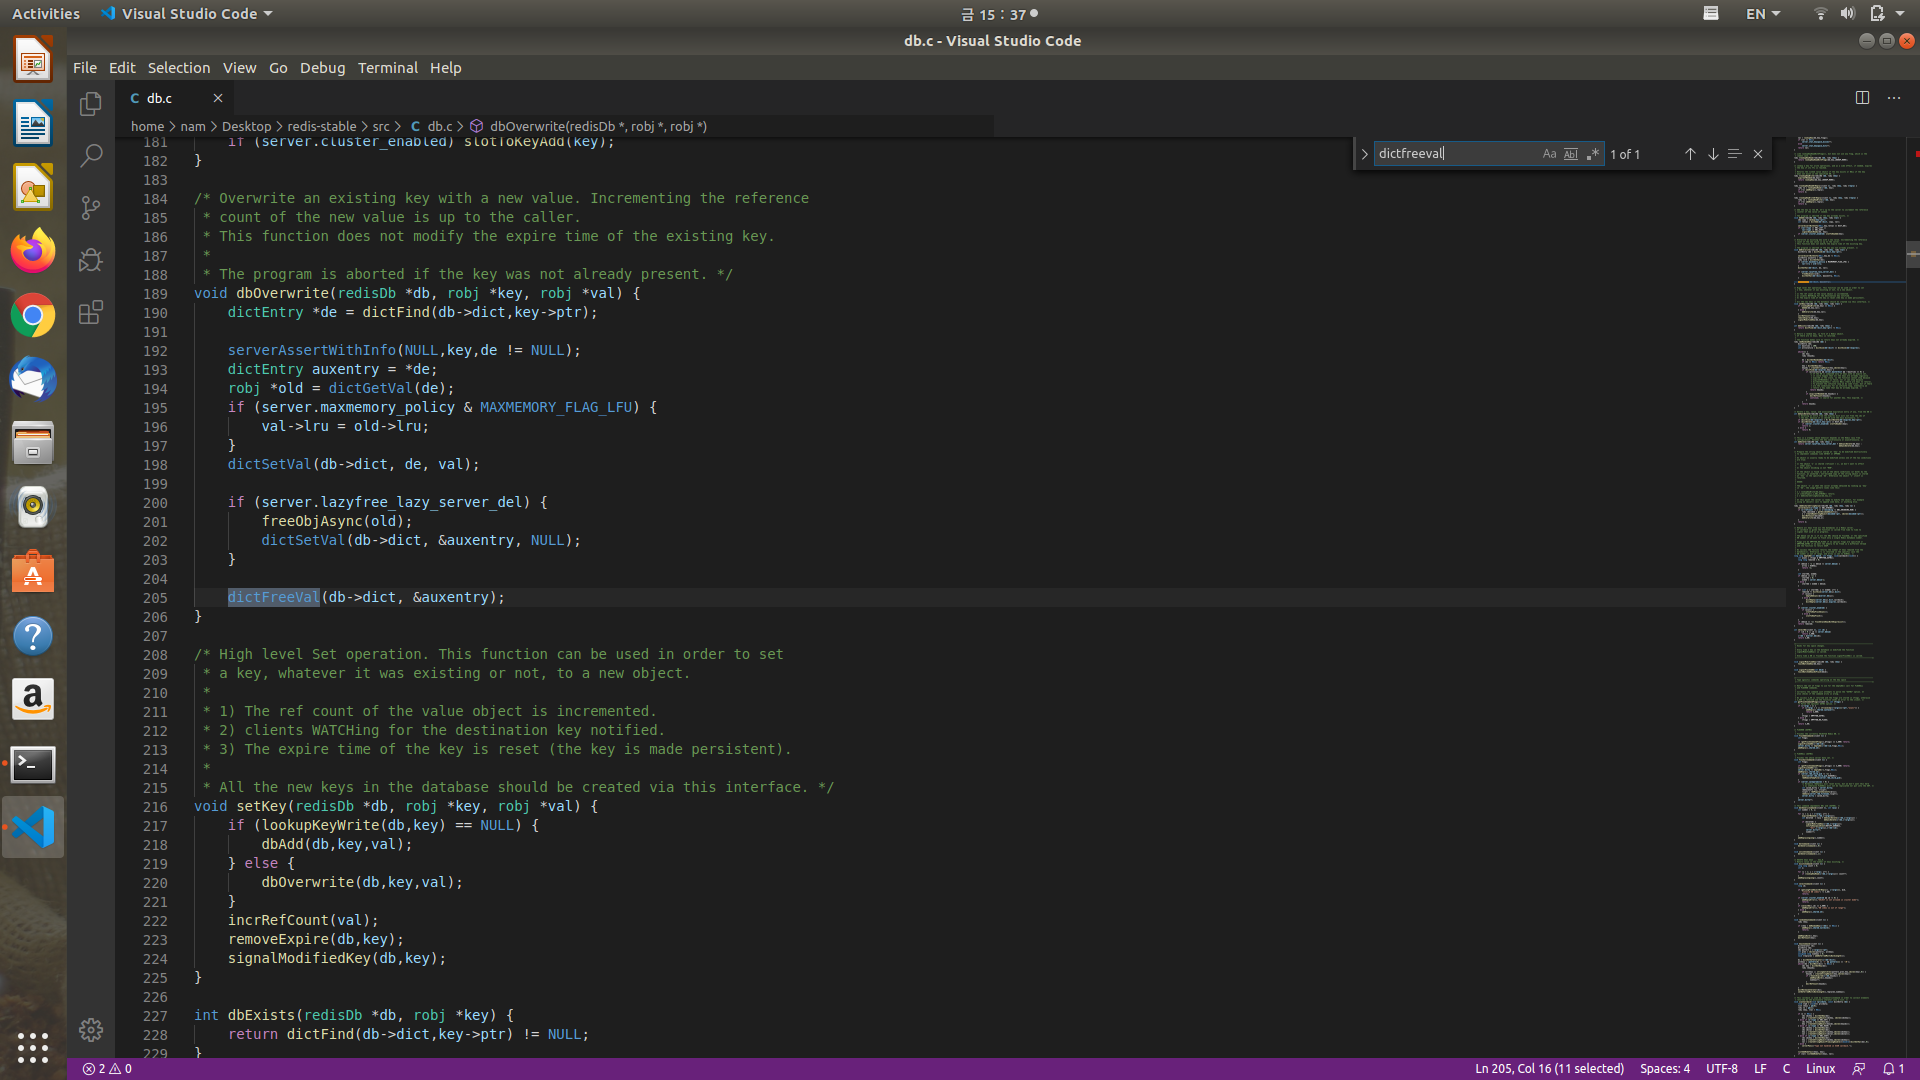 Activities
Visual Studio Code
금 15 : 37
EN
db.c - Visual Studio Code
File Edit Selection View Go Debug Terminal Help
C db.c
home > nam > Desktop > redis-stable > src > C db.c > dbOverwrite(redisDb *, robj *, robj *)
dictfreeval
Aa Abl .* 1 of 1
181 if (server.cluster_enabled) slotToKeyAdd(key);
182 }
183
184 /* Overwrite an existing key with a new value. Incrementing the reference
185 * count of the new value is up to the caller.
186 * This function does not modify the expire time of the existing key.
187 *
188 * The program is aborted if the key was not already present. */
189 void dbOverwrite(redisDb *db, robj *key, robj *val) {
190 dictEntry *de = dictFind(db->dict,key->ptr);
191
192 serverAssertWithInfo(NULL,key,de != NULL);
193 dictEntry auxentry = *de;
194 robj *old = dictGetVal(de);
195 if (server.maxmemory_policy & MAXMEMORY_FLAG_LFU) {
196 val->lru = old->lru;
197 }
198 dictSetVal(db->dict, de, val);
199
200 if (server.lazyfree_lazy_server_del) {
201 freeObjAsync(old);
202 dictSetVal(db->dict, &auxentry, NULL);
203 }
204
205 dictFreeVal(db->dict, &auxentry);
206 }
207
208 /* High level Set operation. This function can be used in order to set
209 * a key, whatever it was existing or not, to a new object.
210 *
211 * 1) The ref count of the value object is incremented.
212 * 2) clients WATCHing for the destination key notified.
213 * 3) The expire time of the key is reset (the key is made persistent).
214 *
215 * All the new keys in the database should be created via this interface. */
216 void setKey(redisDb *db, robj *key, robj *val) {
217 if (lookupKeyWrite(db,key) == NULL) {
218 dbAdd(db,key,val);
219 } else {
220 dbOverwrite(db,key,val);
221 }
222 incrRefCount(val);
223 removeExpire(db,key);
224 signalModifiedKey(db,key);
225 }
226
227 int dbExists(redisDb *db, robj *key) {
228 return dictFind(db->dict,key->ptr) != NULL;
229 }
2 0
Ln 205, Col 16 (11 selected) Spaces: 4 UTF-8 LF C Linux 1